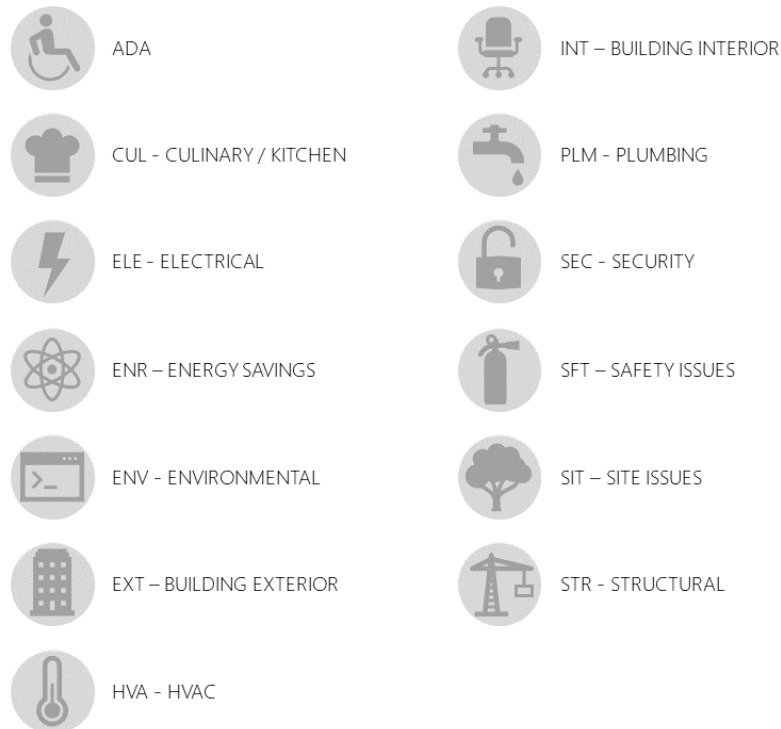 ADA
CUL - CULINARY / KITCHEN
ELE - ELECTRICAL
ENR – ENERGY SAVINGS
ENV - ENVIRONMENTAL
EXT – BUILDING EXTERIOR
HVA - HVAC
INT – BUILDING INTERIOR
PLM - PLUMBING
SEC - SECURITY
SFT – SAFETY ISSUES
SIT – SITE ISSUES
STR - STRUCTURAL